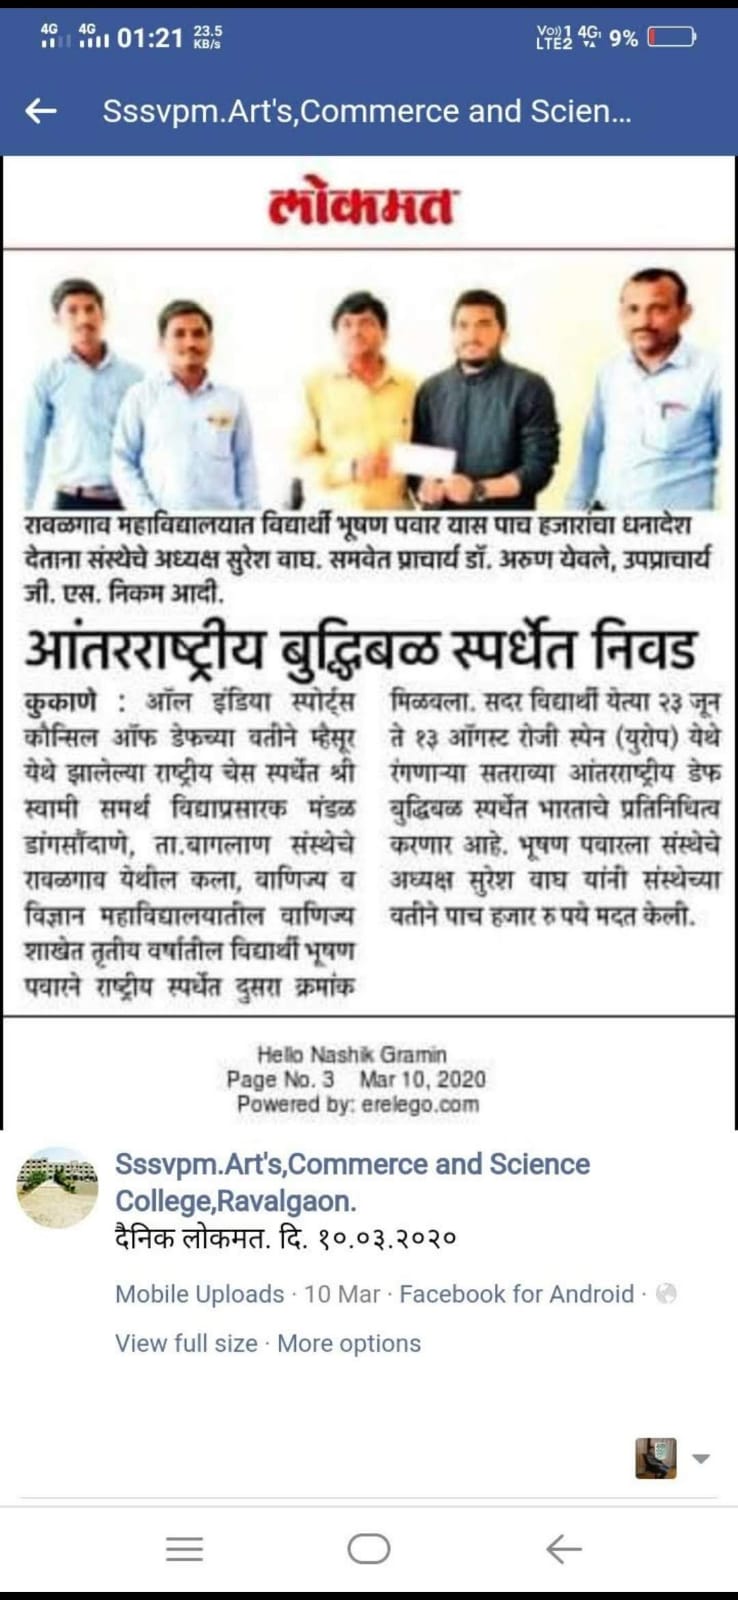 4G 4G 01:21 23.5 KB/s Vo))1 LTE2 4G 9%
Sssvpm.Art's,Commerce and Scien...
लोकमत
रावळगाव महाविद्यालयात विद्यार्थी भूषण पवार यास पाच हजारांचा धनादेश
देताना संस्थेचे अध्यक्ष सुरेश वाघ. समवेत प्राचार्य डॉ. अरुण येवले, उपप्राचार्य
जी. एस. निकम आदी.
आंतरराष्ट्रीय बुद्धिबळ स्पर्धेत निवड
कुकाणे : ऑल इंडिया स्पोर्ट्स
कौन्सिल ऑफ डेफच्या वतीने म्हैसूर
येथे झालेल्या राष्ट्रीय चेस स्पर्धेत श्री
स्वामी समर्थ विद्याप्रसारक मंडळ
डांगसौंदाणे, ता.बागलाण संस्थेचे
रावळगाव येथील कला, वाणिज्य व
विज्ञान महाविद्यालयातील वाणिज्य
शाखेत तृतीय वर्षातील विद्यार्थी भूषण
पवारने राष्ट्रीय स्पर्धेत दुसरा क्रमांक
मिळवला. सदर विद्यार्थी येत्या २३ जून
ते १३ ऑगस्ट रोजी स्पेन (युरोप) येथे
रंगणाऱ्या सतराव्या आंतरराष्ट्रीय डेफ
बुद्धिबळ स्पर्धेत भारताचे प्रतिनिधित्व
करणार आहे. भूषण पवारला संस्थेचे
अध्यक्ष सुरेश वाघ यांनी संस्थेच्या
वतीने पाच हजार रुपये मदत केली.
Hello Nashik Gramin
Page No. 3 Mar 10, 2020
Powered by: erelego.com
Sssvpm.Art's,Commerce and Science
College,Ravalgaon.
दैनिक लोकमत. दि. १०.०३.२०२०
Mobile Uploads · 10 Mar · Facebook for Android ·
View full size · More options